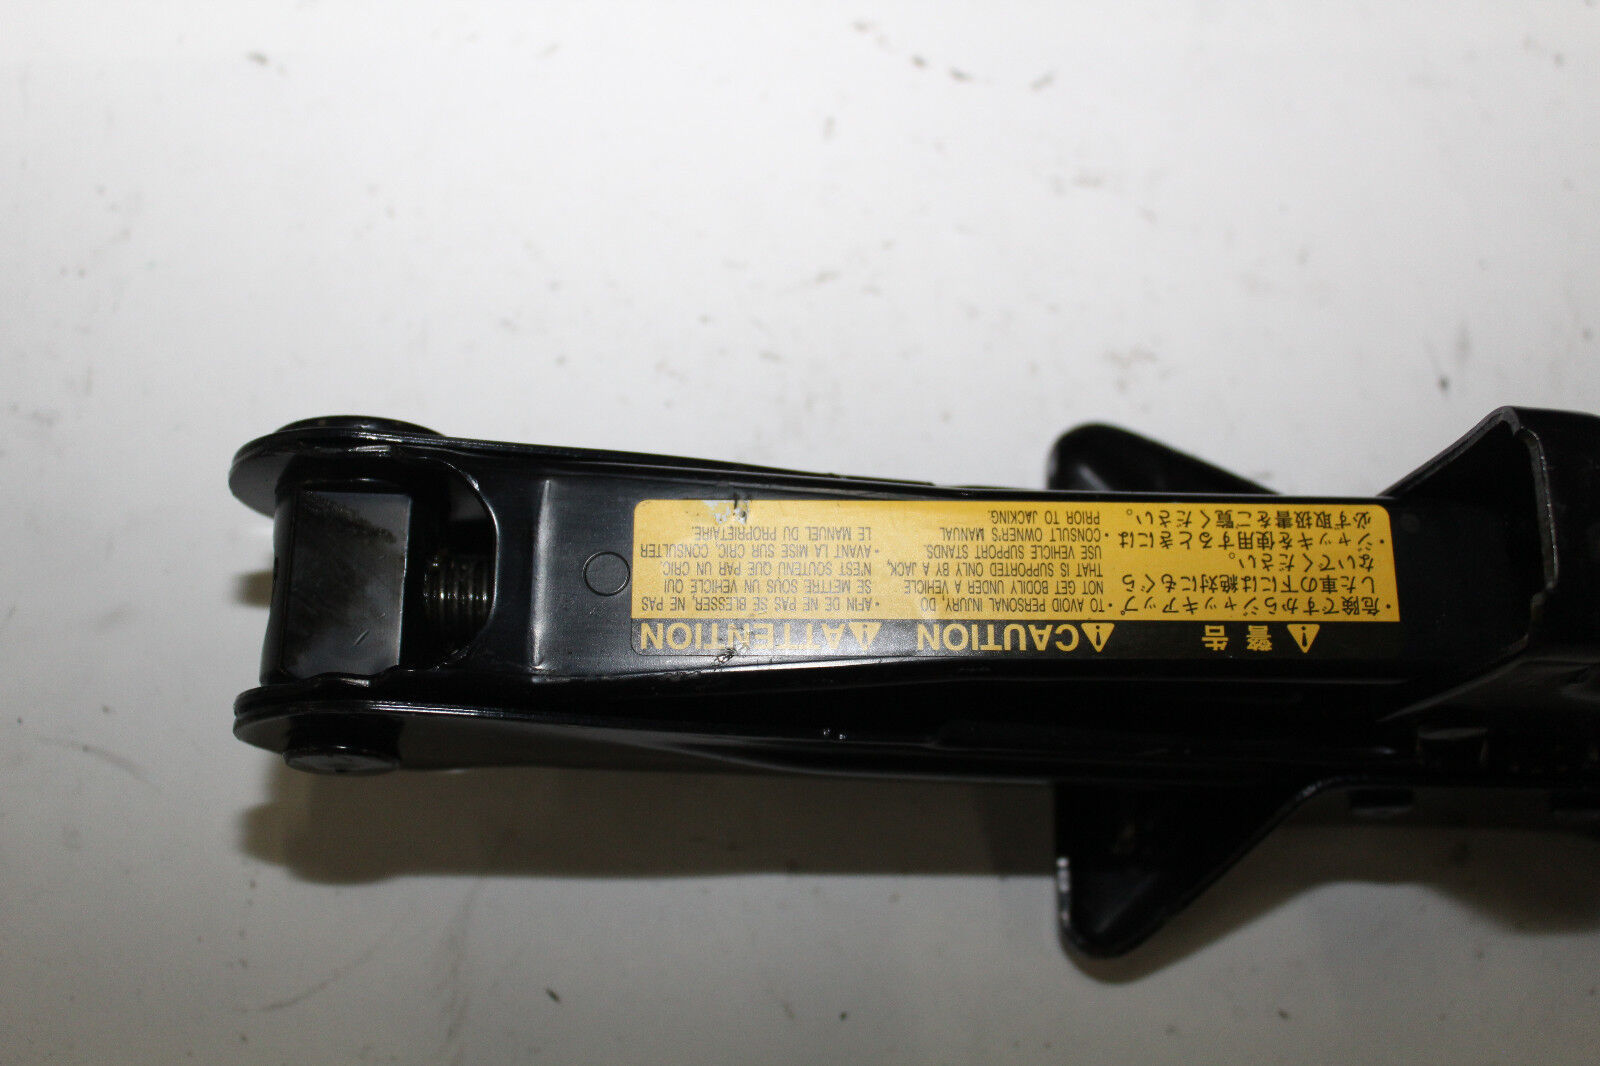 ⚠ 警告
・危険ですからジャッキアップ
した車の下には絶対にもぐら
ないでください。
・ジャッキを使用するときには
必ず取扱書をご覧ください。
⚠CAUTION
・TO AVOID PERSONAL INJURY, DO
NOT GET BODILY UNDER A VEHICLE
THAT IS SUPPORTED ONLY BY A JACK,
USE VEHICLE SUPPORT STANDS.
・CONSULT OWNER'S MANUAL
PRIOR TO JACKING.
⚠ATTENTION
・AFIN DE NE PAS SE BLESSER, NE PAS
SE METTRE SOUS UN VEHICLE QUI
N'EST SOUTENU QUE PAR UN CRIC.
・AVANT LA MISE SUR CRIC, CONSULTER
LE MANUEL DU PROPRIETAIRE.